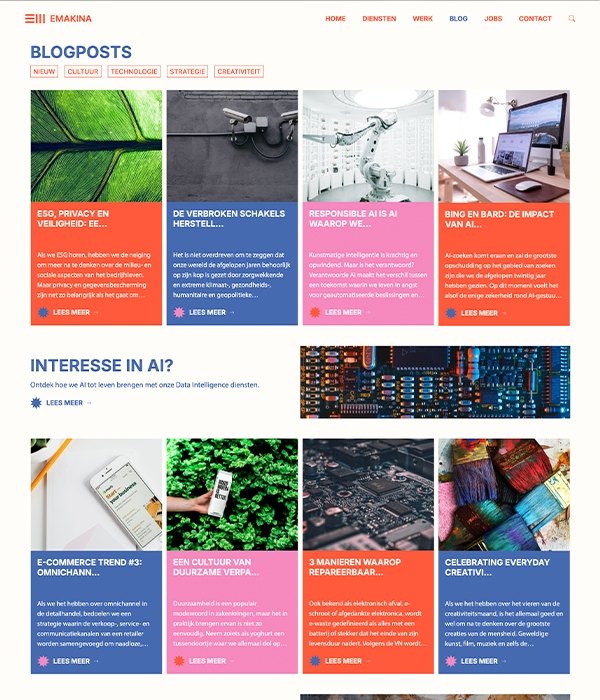 EMAKINA
HOME DIENSTEN WERK BLOG JOBS CONTACT
BLOGPOSTS
NIEUW CULTUUR TECHNOLOGIE STRATEGIE CREATIVITEIT
ESG, PRIVACY EN
VEILIGHEID: EE...
Als we ESG horen, hebben we de neiging
om meer na te denken over de milieu- en
sociale aspecten van het bedrijfsleven.
Maar privacy en gegevensbescherming
zijn net zo belangrijk als het gaat om...
LEES MEER →
DE VERBROKEN SCHAKELS
HERSTELL...
Het is niet overdreven om te zeggen dat
onze wereld de afgelopen jaren behoorlijk
op zijn kop is gezet door zorgwekkende
en extreme klimaat-, gezondheids-,
humanitaire en geopolitieke...
LEES MEER →
RESPONSIBLE AI IS AI
WAAROP WE...
Kunstmatige intelligentie is krachtig en
opwindend. Maar is het verantwoord?
Verantwoorde AI maakt het verschil tussen
een toekomst waarin we leven in angst
voor geautomatiseerde beslissingen en...
LEES MEER →
BING EN BARD: DE IMPACT
VAN AI...
AI-zoeken komt eraan en zal de grootste
opschudding op het gebied van zoeken
zijn die we de afgelopen twintig jaar
hebben gezien. Op dit moment voelt het
alsof de enige zekerheid rond AI-gestuu...
LEES MEER →
INTERESSE IN AI?
Ontdek hoe we AI tot leven brengen met onze Data Intelligence diensten.
LEES MEER →
Start
your business
E-COMMERCE TREND #3:
OMNICHANN...
Als we het hebben over omnichannel in
de detailhandel, bedoelen we een
strategie waarin de verkoop-, service- en
communicatiekanalen van een retailer
worden samengevoegd om naadloze,...
LEES MEER →
EEN CULTUUR VAN
DUURZAME VERPA...
Duurzaamheid is een populair
modewoord in zakenkringen, maar het in
praktijk brengen ervan is niet zo
eenvoudig. Neem zoiets als yoghurt een
tussendoortje waar we allemaal dol op...
LEES MEER →
3 MANIEREN WAAROP
REPAREERBAAR...
Ook bekend als elektronisch afval, e-
schroot of afgedankte elektronica, wordt
e-waste gedefinieerd als alles met een
batterij of stekker dat het einde van zijn
levensduur nadert. Volgens de VN wordt...
LEES MEER →
CELEBRATING EVERYDAY
CREATIVI...
Als we het hebben over het vieren van de
creativiteitsmaand, is het allemaal goed en
wel om na te denken over de grootste
creaties van de mensheid. Geweldige
kunst, film, muziek en zelfs de...
LEES MEER →